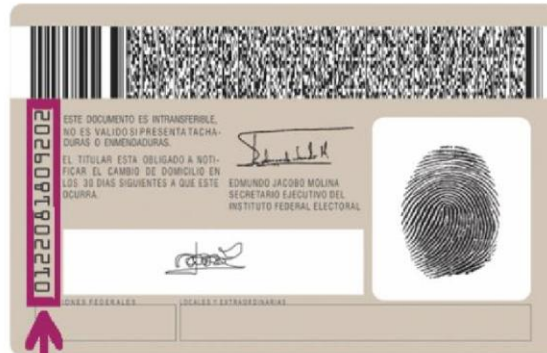 0122081809202
ESTE DOCUMENTO ES INTRANSFERIBLE,
NO ES VALIDO SI PRESENTA TACHA-
DURAS O ENMENDADURAS.
EL TITULAR ESTA OBLIGADO A NOTI-
FICAR EL CAMBIO DE DOMICILIO EN
LOS 30 DIAS SIGUIENTES A QUE ESTE
OCURRA.
EDMUNDO JACOBO MOLINA
SECRETARIO EJECUTIVO DEL
INSTITUTO FEDERAL ELECTORAL
FEDERALES
LOCALES Y EXTRAORDINARIAS